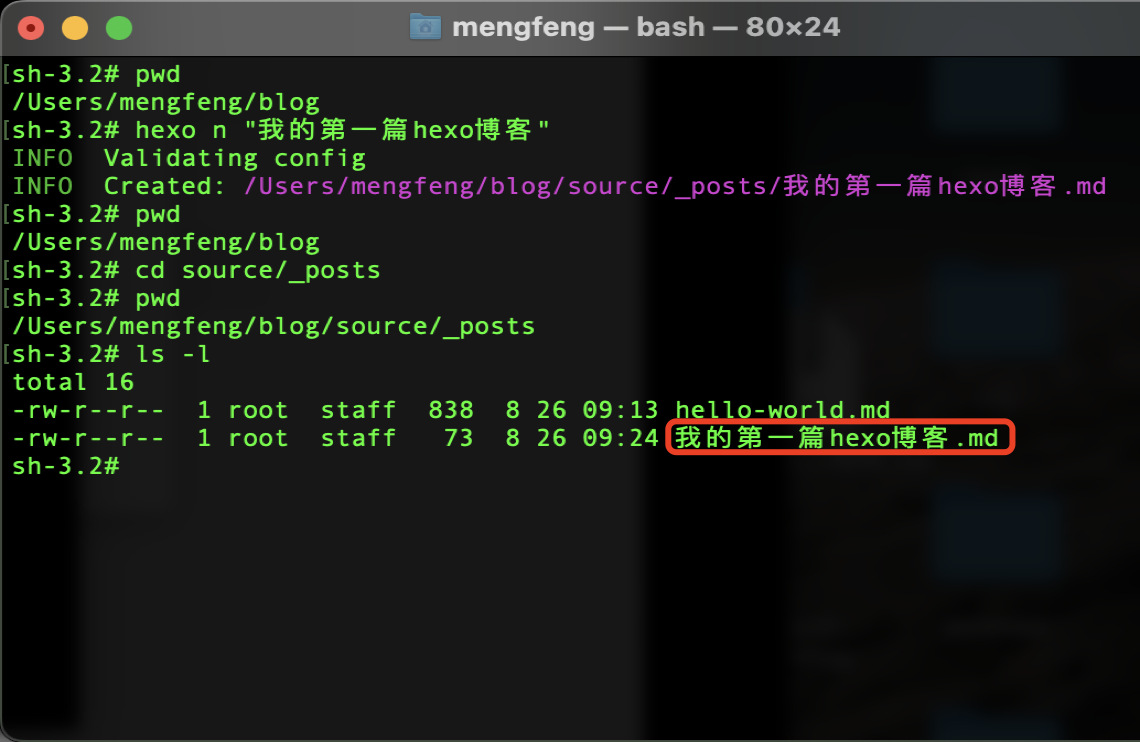 mengfeng — bash — 80×24
[sh-3.2# pwd
/Users/mengfeng/blog
[sh-3.2# hexo n "我的第一篇hexo博客"
INFO  Validating config
INFO  Created: /Users/mengfeng/blog/source/_posts/我的第一篇hexo博客.md
[sh-3.2# pwd
/Users/mengfeng/blog
[sh-3.2# cd source/_posts
[sh-3.2# pwd
/Users/mengfeng/blog/source/_posts
[sh-3.2# ls -l
total 16
-rw-r--r--  1 root  staff  838  8 26 09:13 hello-world.md
-rw-r--r--  1 root  staff   73  8 26 09:24 我的第一篇hexo博客.md
sh-3.2#